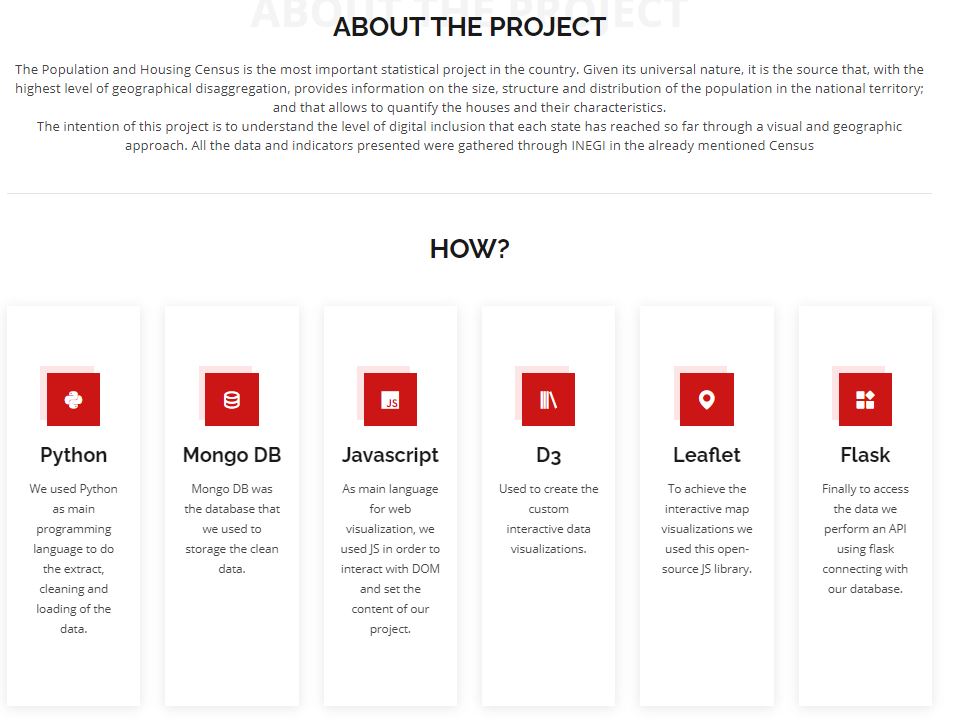 ABOUT THE PROJECT
ABOUT THE PROJECT
The Population and Housing Census is the most important statistical project in the country. Given its universal nature, it is the source that, with the
highest level of geographical disaggregation, provides information on the size, structure and distribution of the population in the national territory;
and that allows to quantify the houses and their characteristics.
The intention of this project is to understand the level of digital inclusion that each state has reached so far through a visual and geographic
approach. All the data and indicators presented were gathered through INEGI in the already mentioned Census
HOW?
Python
We used Python
as main
programming
language to do
the extract,
cleaning and
loading of the
data.
Mongo DB
Mongo DB was
the database that
we used to
storage the clean
data.
JS
Javascript
As main language
for web
visualization, we
used JS in order to
interact with DOM
and set the
content of our
project.
D3
Used to create the
custom
interactive data
visualizations.
Leaflet
To achieve the
interactive map
visualizations we
used this open-
source JS library.
Flask
Finally to access
the data we
perform an API
using flask
connecting with
our database.